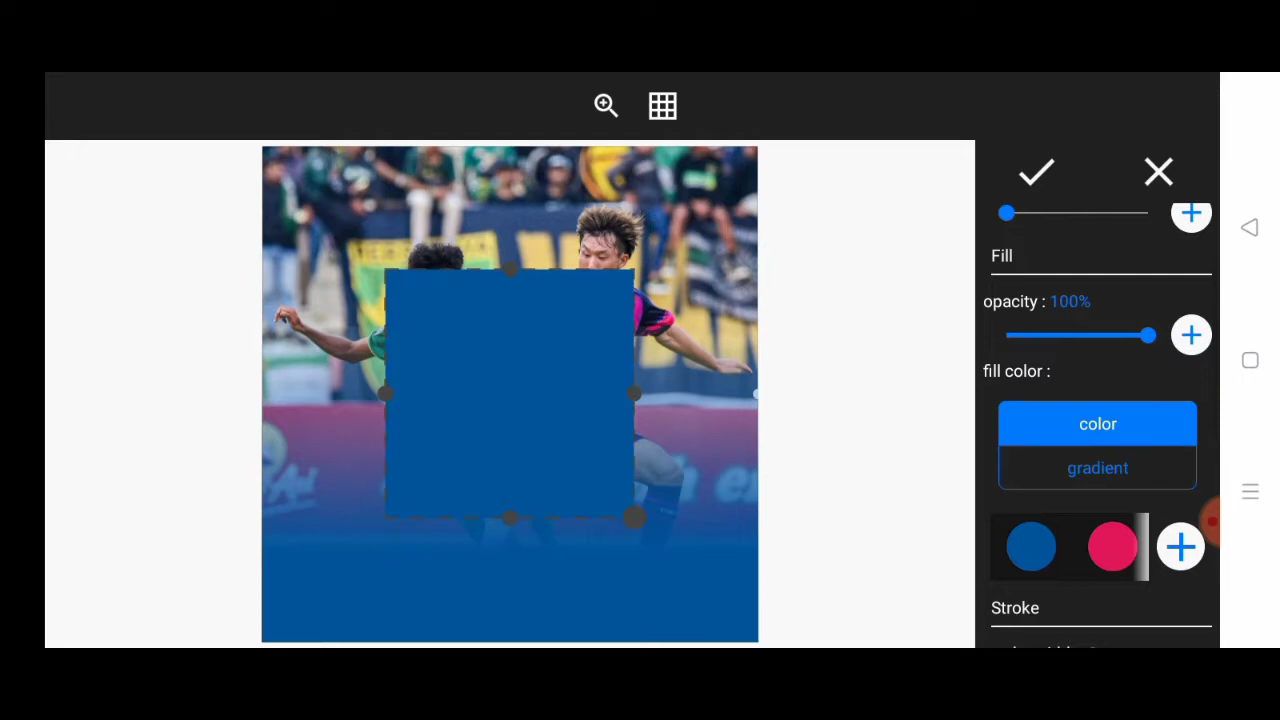 Fill
opacity : 100%
fill color :
color
gradient
Stroke